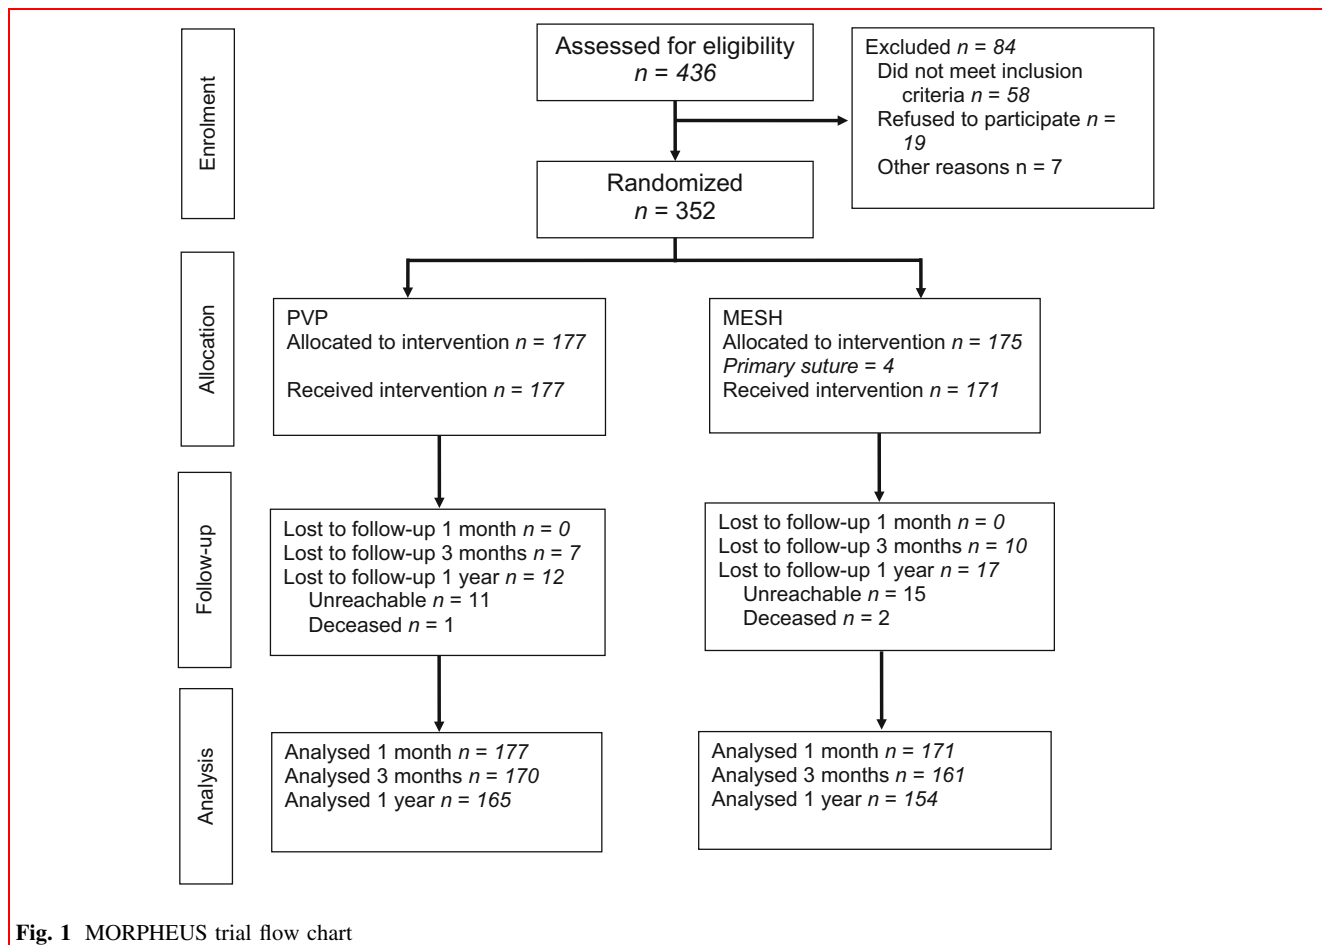 Enrolment
Assessed for eligibility
n = 436
Excluded n = 84
Did not meet inclusion
criteria n = 58
Refused to participate n =
19
Other reasons n = 7
Randomized
n = 352
Allocation
PVP
Allocated to intervention n = 177
Received intervention n = 177
MESH
Allocated to intervention n = 175
Primary suture = 4
Received intervention n = 171
Follow-up
Lost to follow-up 1 month n = 0
Lost to follow-up 3 months n = 7
Lost to follow-up 1 year n = 12
Unreachable n = 11
Deceased n = 1
Lost to follow-up 1 month n = 0
Lost to follow-up 3 months n = 10
Lost to follow-up 1 year n = 17
Unreachable n = 15
Deceased n = 2
Analysis
Analysed 1 month n = 177
Analysed 3 months n = 170
Analysed 1 year n = 165
Analysed 1 month n = 171
Analysed 3 months n = 161
Analysed 1 year n = 154
Fig. 1 MORPHEUS trial flow chart